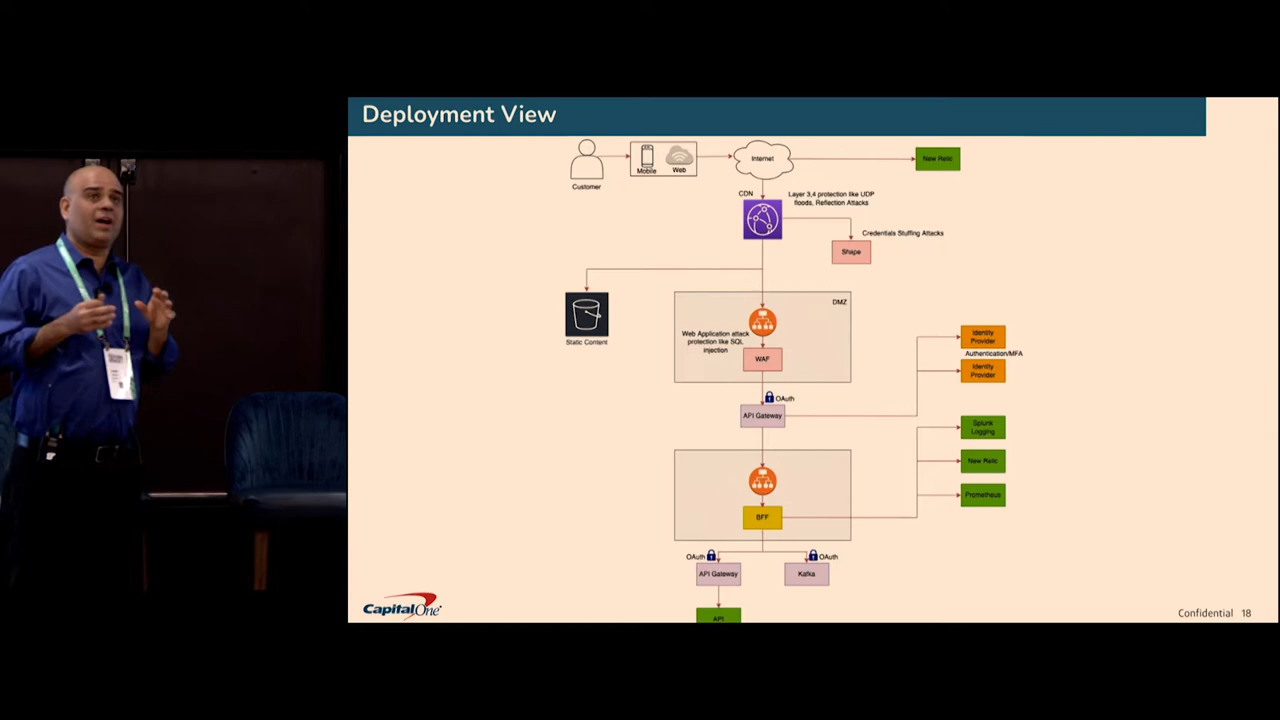 Deployment View
Customer
Mobile
Web
Internet
New Relic
CDN
Layer 3,4 protection like UDP
floods, Reflection Attacks
Credentials Stuffing Attacks
Shape
Static Content
DMZ
Web Application attack
protection like SQL
injection
WAF
OAuth
API Gateway
Identity
Provider
Authentication/MFA
Identity
Provider
Splunk
Logging
New Relic
Prometheus
BFF
OAuth
OAuth
API Gateway
Kafka
API
Capital One
Confidential 18